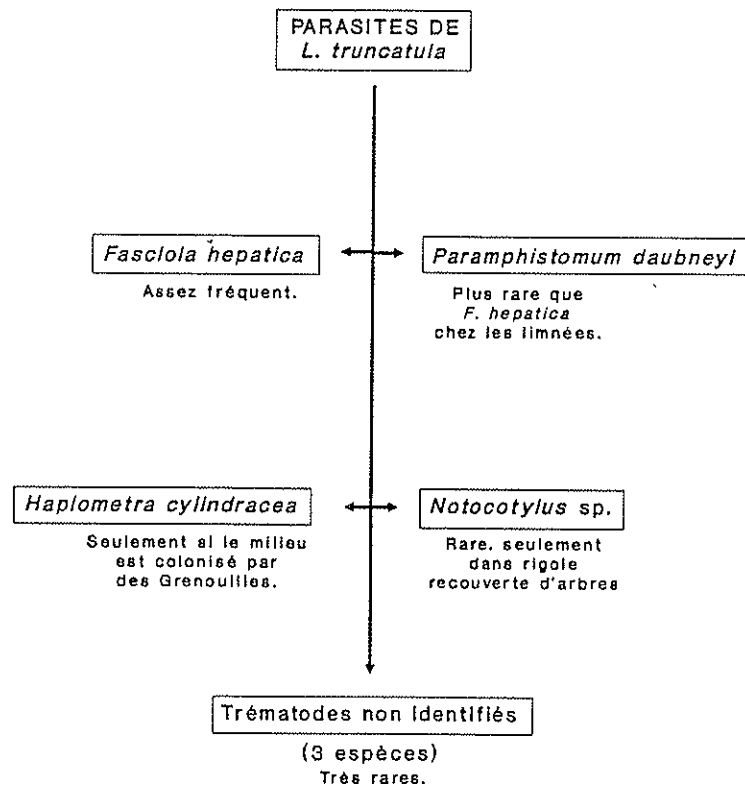 PARASITES DE
L. truncatula
Fasciola hepatica
Assez fréquent.
Paramphistomum daubneyi
Plus rare que
F. hepatica
chez les limnées.
Haplometra cylindracea
Seulement si le milieu
est colonisé par
des Grenouilles.
Notocotylus sp.
Rare, seulement
dans rigole
recouverte d'arbres
Trématodes non identifiés
(3 espèces)
Très rares.